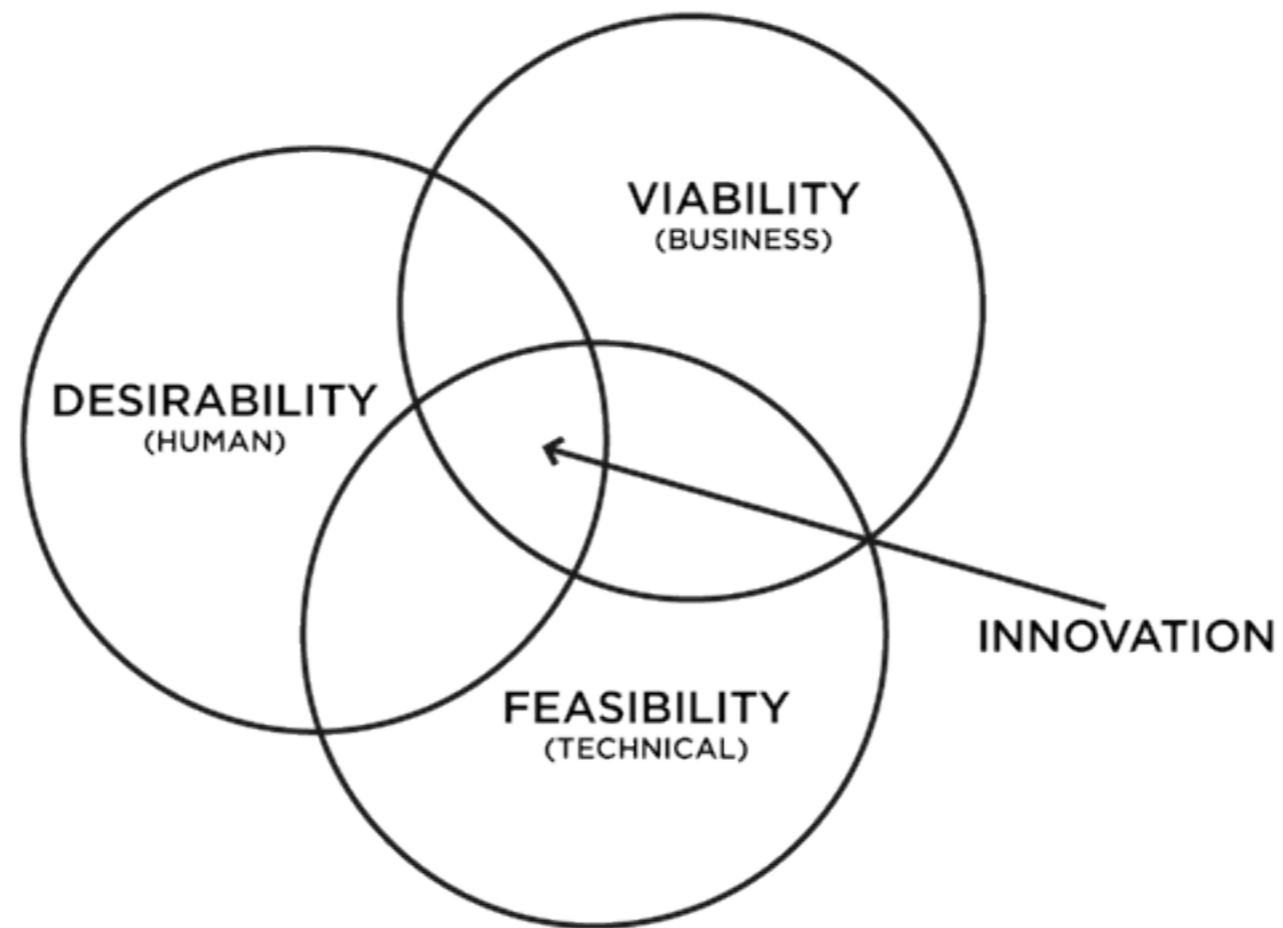 VIABILITY
(BUSINESS)
DESIRABILITY
(HUMAN)
INNOVATION
FEASIBILITY
(TECHNICAL)